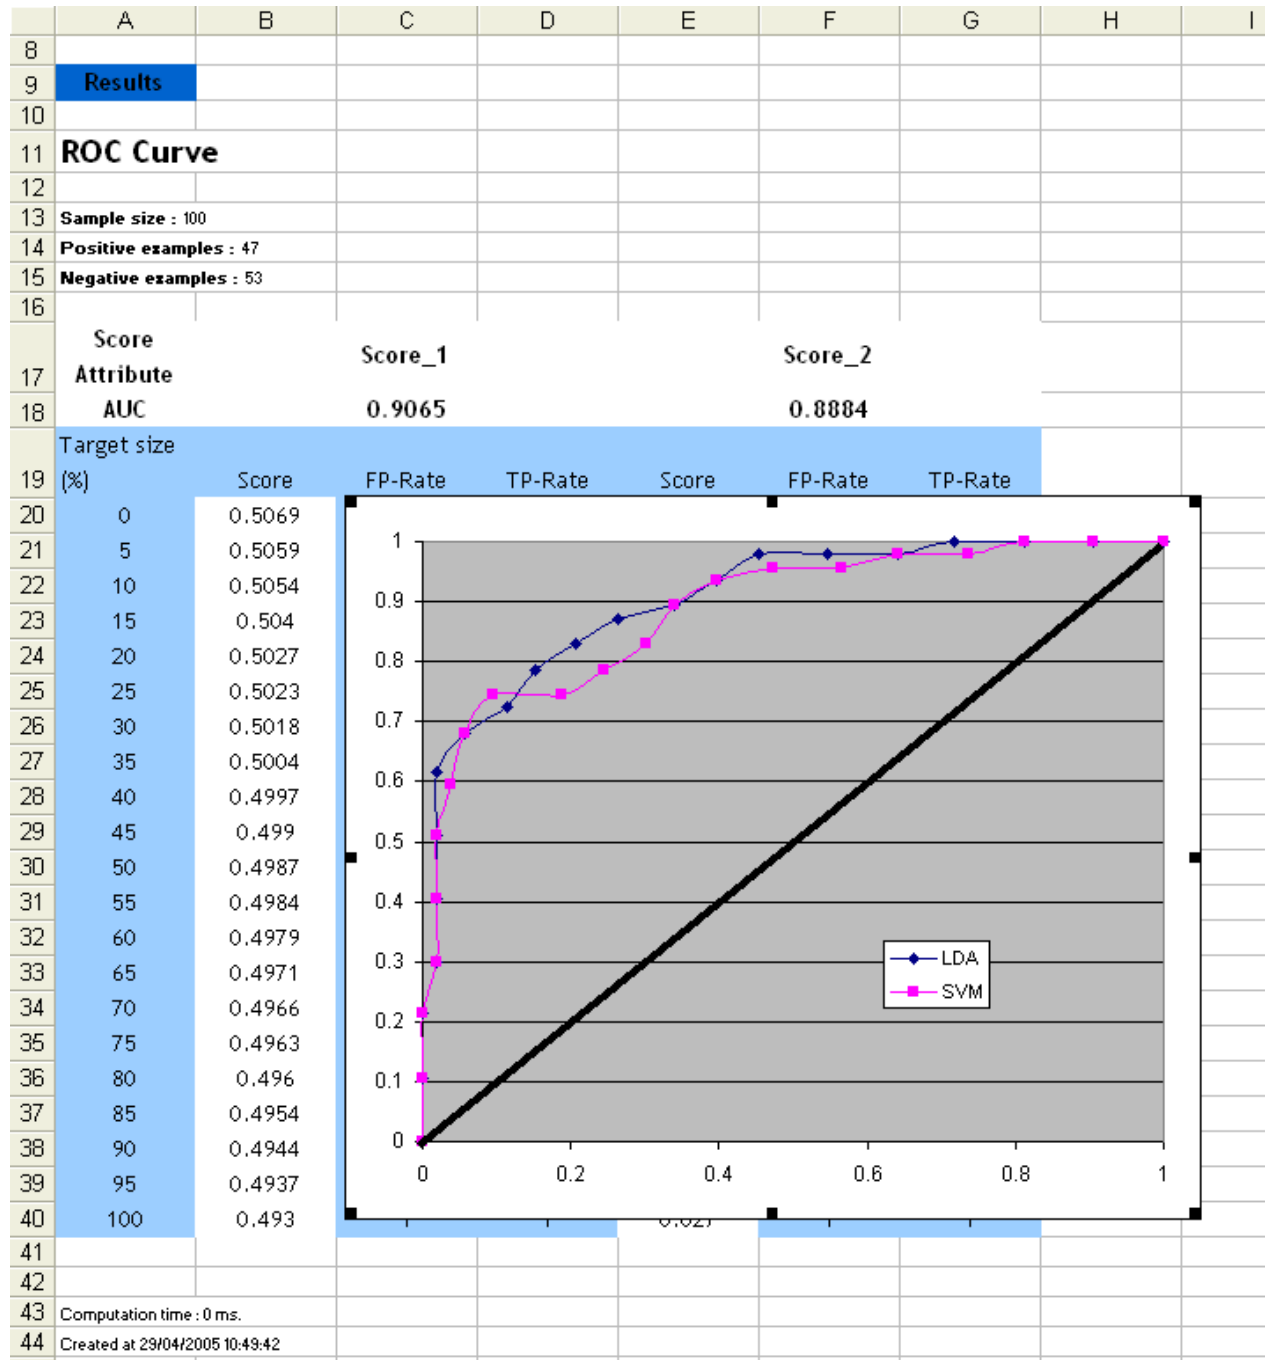 A B C D E F G H I
8
9 Results
10
11 ROC Curve
12
13 Sample size : 100
14 Positive examples : 47
15 Negative examples : 53
16
Score
Score_1 Score_2
17 Attribute
18 AUC 0.9065 0.8884
Target size
19 (%) Score FP-Rate TP-Rate Score FP-Rate TP-Rate
20 0 0.5069
21 5 0.5059
22 10 0.5054
23 15 0.504
24 20 0.5027
25 25 0.5023
26 30 0.5018
27 35 0.5004
28 40 0.4997
29 45 0.499
30 50 0.4987
31 55 0.4984
32 60 0.4979
33 65 0.4971
34 70 0.4966
35 75 0.4963
36 80 0.496
37 85 0.4954
38 90 0.4944
39 95 0.4937
40 100 0.493
1
0.9
0.8
0.7
0.6
0.5
0.4
0.3
0.2
0.1
0
0 0.2 0.4 0.6 0.8 1
LDA
SVM
41
42
43 Computation time : 0 ms.
44 Created at 29/04/2005 10:49:42